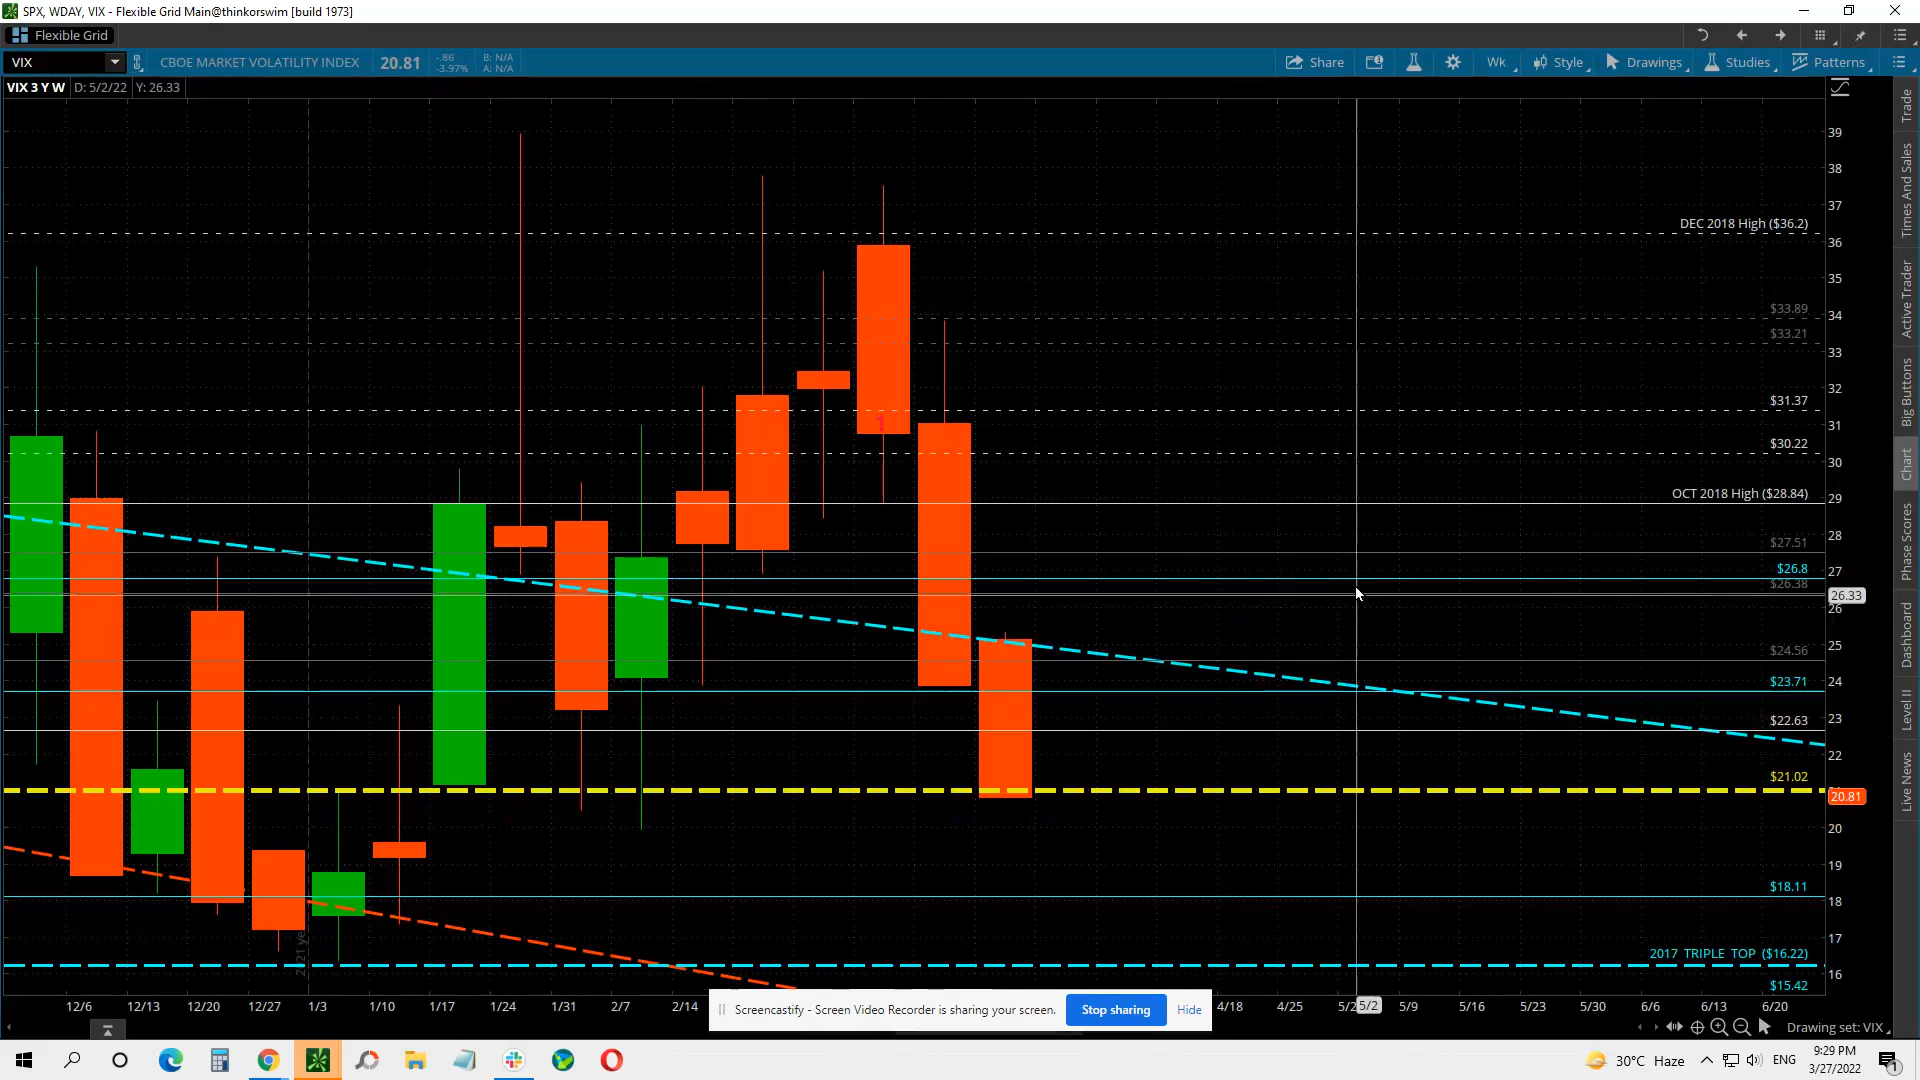 SPX, WDAY, VIX - Flexible Grid Main@thinkorswim [build 1973]
Flexible Grid
VIX
CBOE MARKET VOLATILITY INDEX
20.81
-.86
-3.97%
B: N/A
A: N/A
Share
Wk
Style
Drawings
Studies
Patterns
VIX 3 Y W
D: 5/2/22
Y: 26.33
39
38
37
36
35
34
33
32
31
30
29
28
27
26
25
24
23
22
20
19
18
17
16
DEC 2018 High ($36.2)
$33.89
$33.21
$31.37
$30.22
OCT 2018 High ($28.84)
$27.51
$26.8
$26.38
26.33
$24.56
$23.71
$22.63
$21.02
20.81
$18.11
2017 TRIPLE TOP ($16.22)
$15.42
1
Trade
Times And Sales
Active Trader
Big Buttons
Chart
Phase Scores
Dashboard
Level II
Live News
12/6
12/13
12/20
12/27
1/3
1/10
1/17
1/24
1/31
2/7
2/14
4/18
4/25
5/2
5/9
5/16
5/23
5/30
6/6
6/13
6/20
Screencastify - Screen Video Recorder is sharing your screen.
Stop sharing
Hide
Drawing set: VIX
30°C Haze
ENG
9:29 PM
3/27/2022
1